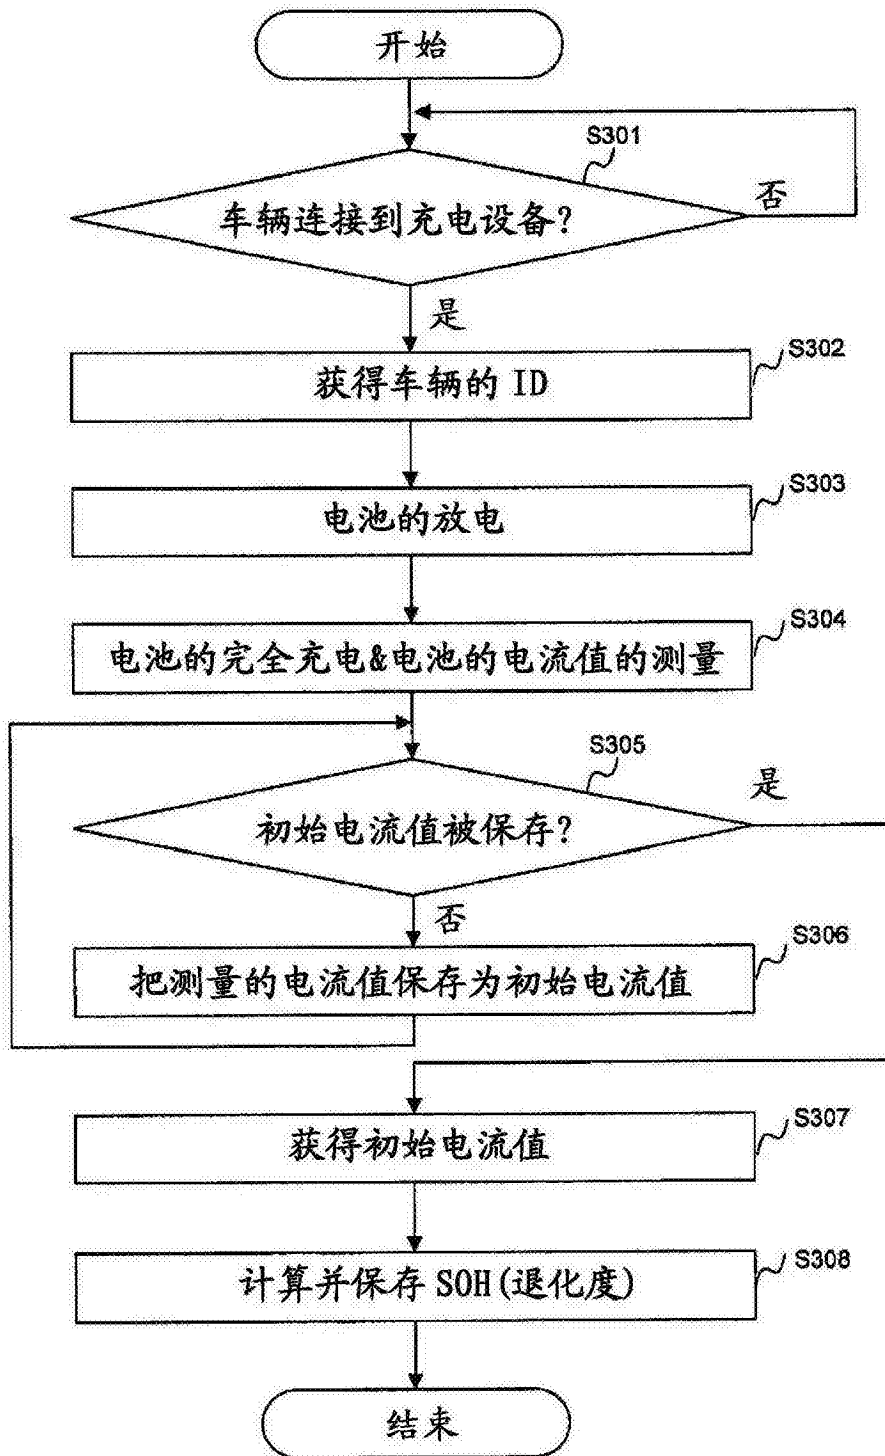 开始
S301
车辆连接到充电设备?
否
是
S302
获得车辆的 ID
S303
电池的放电
S304
电池的完全充电&电池的电流值的测量
S305
是
初始电流值被保存?
否
S306
把测量的电流值保存为初始电流值
S307
获得初始电流值
S308
计算并保存 SOH(退化度)
结束